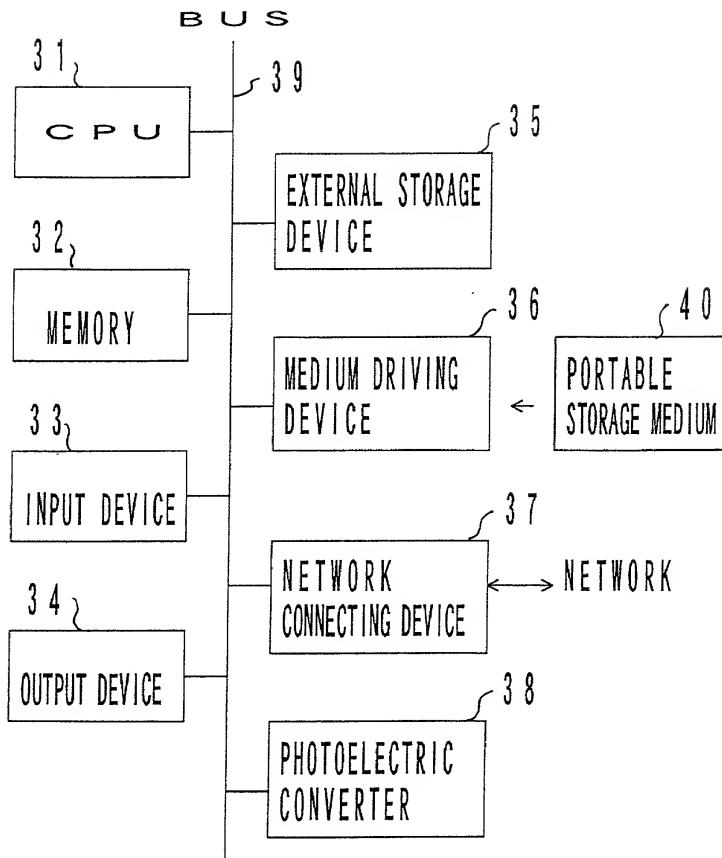 BUS
39
31
CPU
32
MEMORY
33
INPUT DEVICE
34
OUTPUT DEVICE
35
EXTERNAL STORAGE
DEVICE
36
MEDIUM DRIVING
DEVICE
40
PORTABLE
STORAGE MEDIUM
37
NETWORK
CONNECTING DEVICE
NETWORK
38
PHOTOELECTRIC
CONVERTER